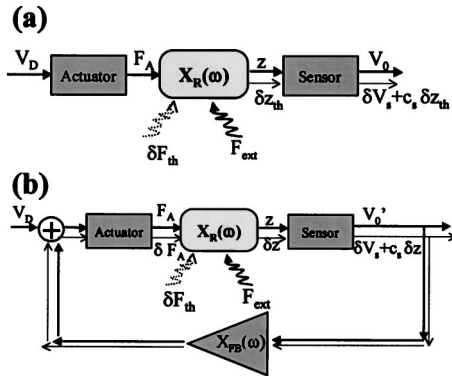 (a)
V_D F_A z V_0
Actuator X_R(ω) Sensor
δz_th δV_s+c_s δz_th
δF_th F_ext
(b)
V_D F_A z V_0'
+ Actuator X_R(ω) Sensor
δF_A δz δV_s+c_s δz
δF_th F_ext
X_FB(ω)